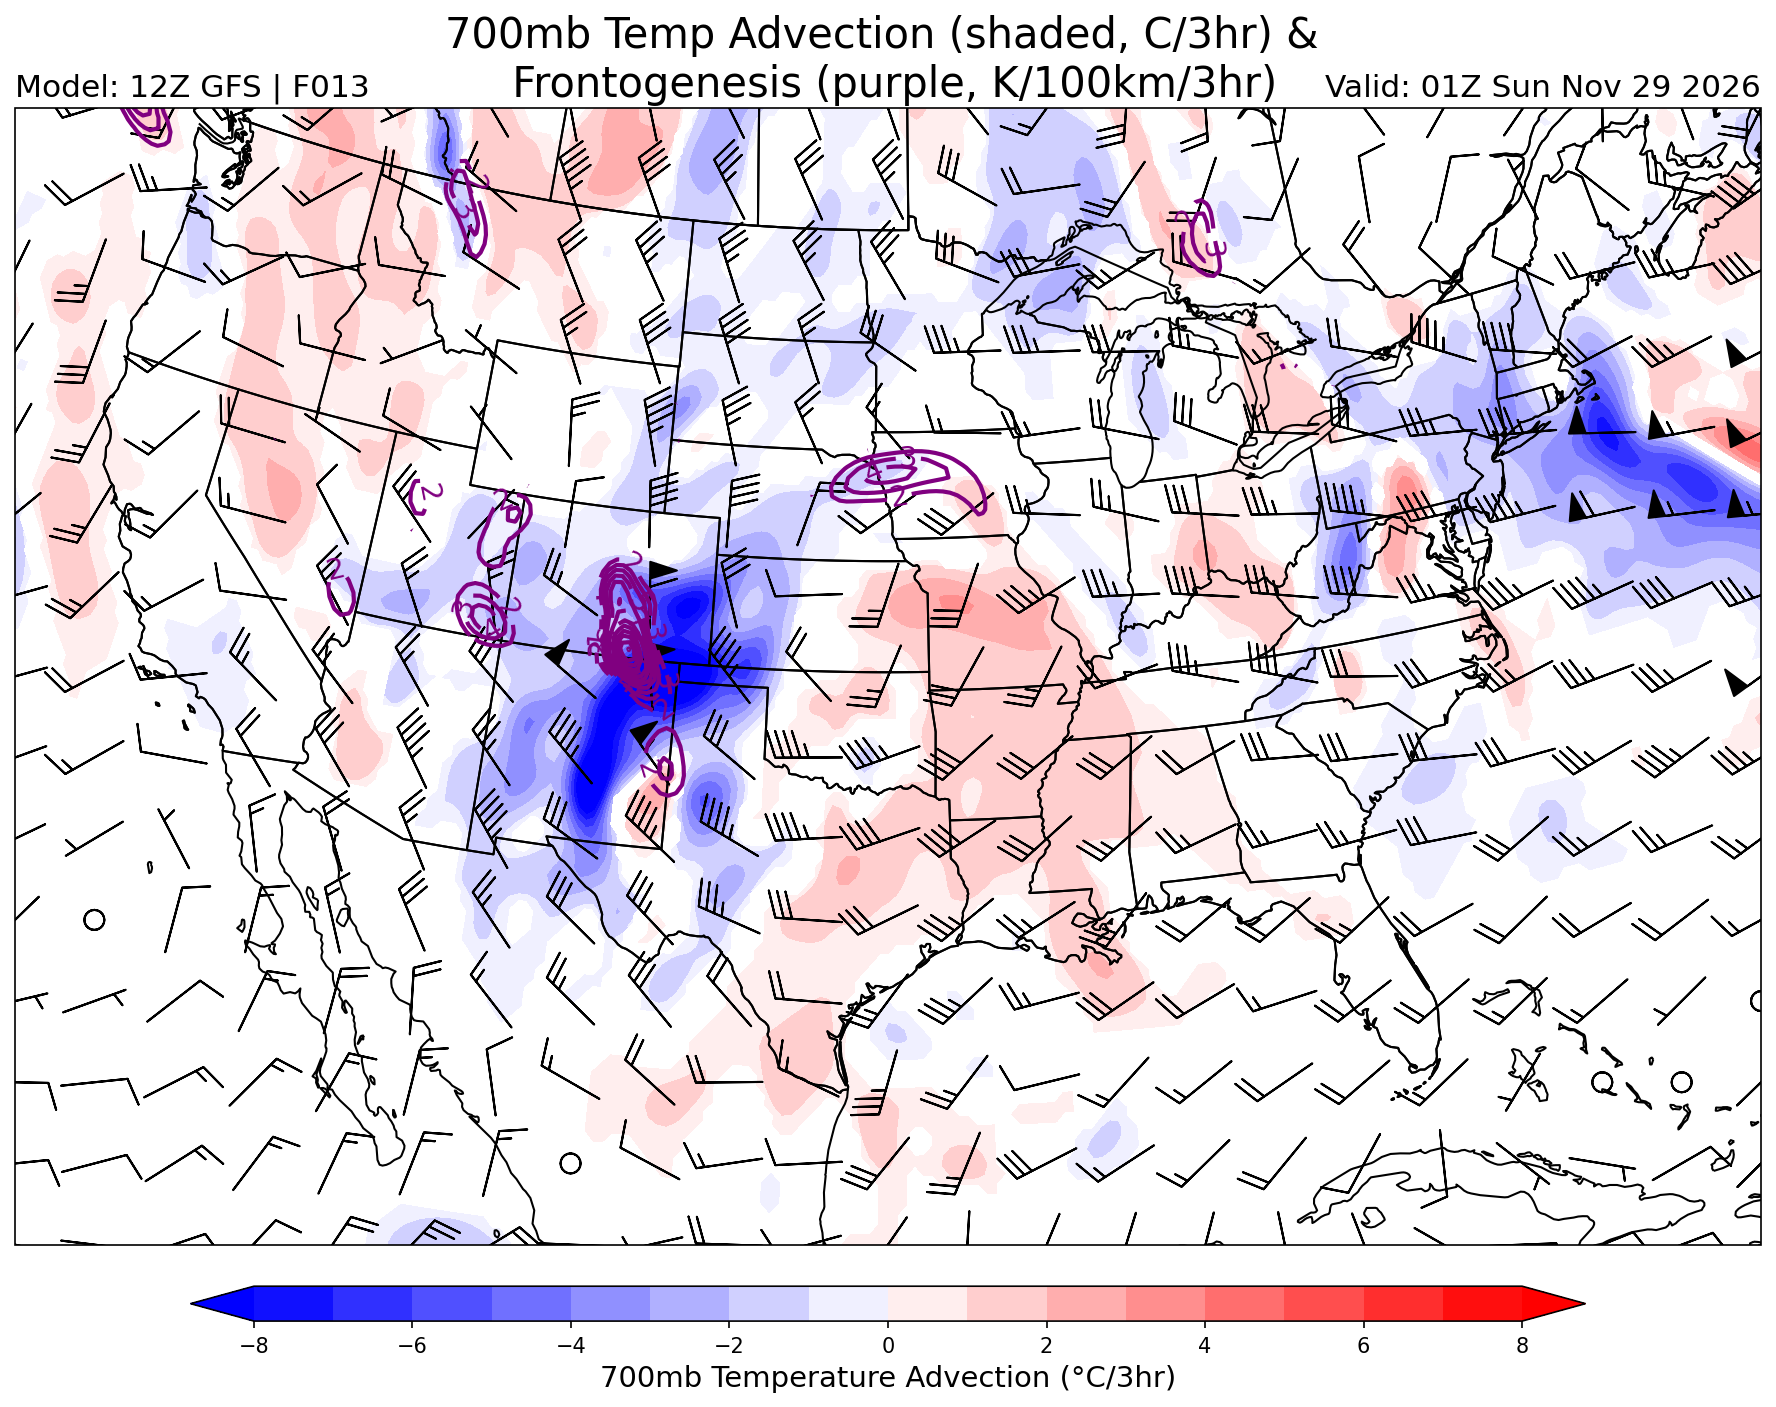 700mb Temp Advection (shaded, C/3hr) &
Model: 12Z GFS | F013 Frontogenesis (purple, K/100km/3hr) Valid: 01Z Sun Nov 29 2026
−8 −6 −4 −2 0 2 4 6 8
700mb Temperature Advection (°C/3hr)